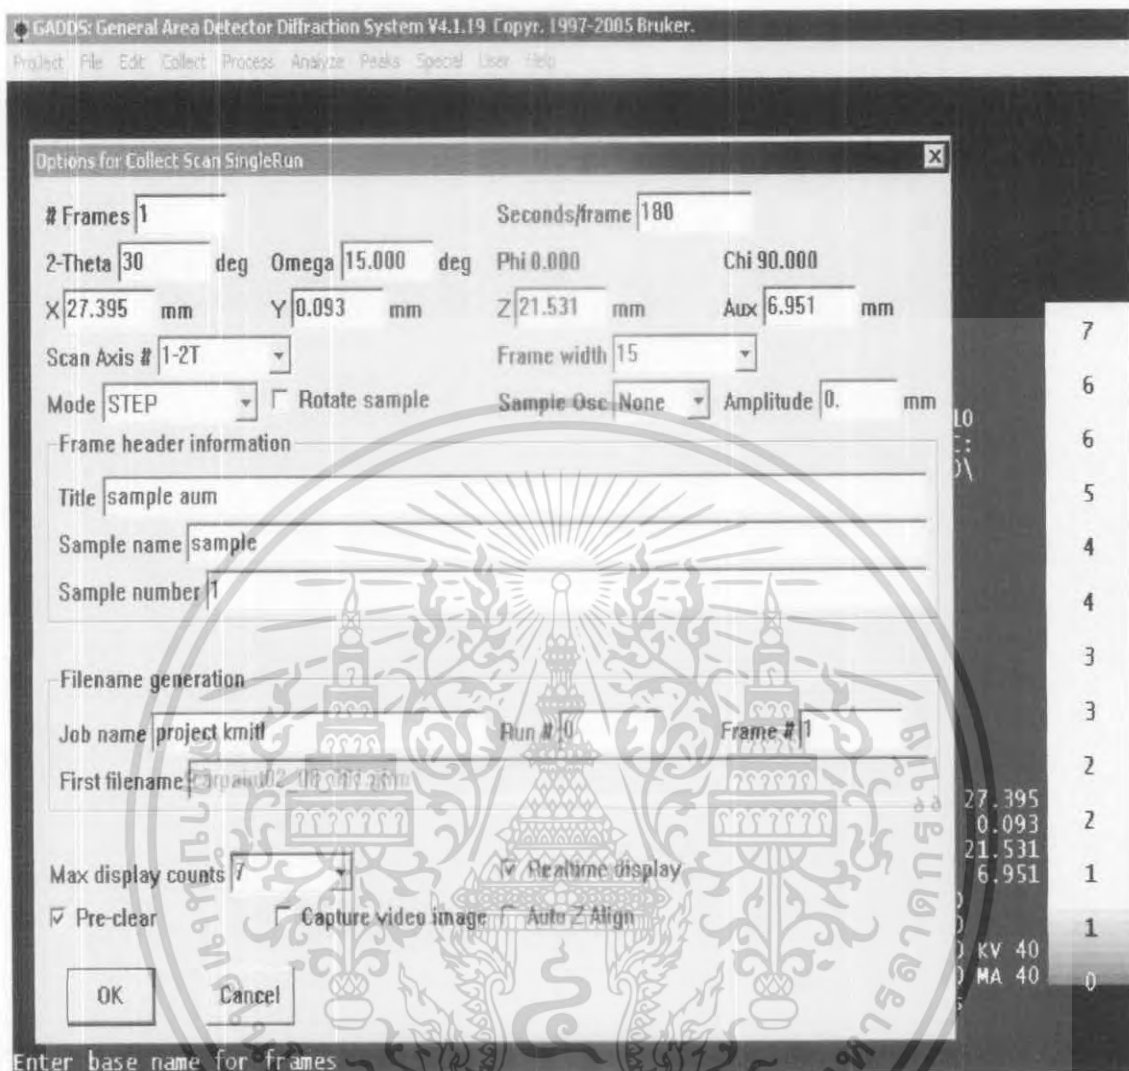 GADDS: General Area Detector Diffraction System V4.1.19 Copyr. 1997-2005 Bruker.
Project File Edit Collect Process Analyze Peaks Special User Help
Options for Collect Scan SingleRun
# Frames 1 Seconds/frame 180
2-Theta 30 deg Omega 15.000 deg Phi 0.000 Chi 90.000
X 27.395 mm Y 0.093 mm Z 21.531 mm Aux 6.951 mm
Scan Axis # 1-2T Frame width 15
Mode STEP Rotate sample Sample Osc None Amplitude 0. mm
Frame header information
Title sample aum
Sample name sample
Sample number 1
Filename generation
Job name project kmitl Run # 0 Frame # 1
First filename
Max display counts 7 Realtime display
Pre-clear Capture video image Auto Z Align
OK Cancel
Enter base name for frames
10
C:
D\
27.395
0.093
21.531
6.951
KV 40
MA 40
7
6
6
5
4
4
3
3
2
2
1
1
0